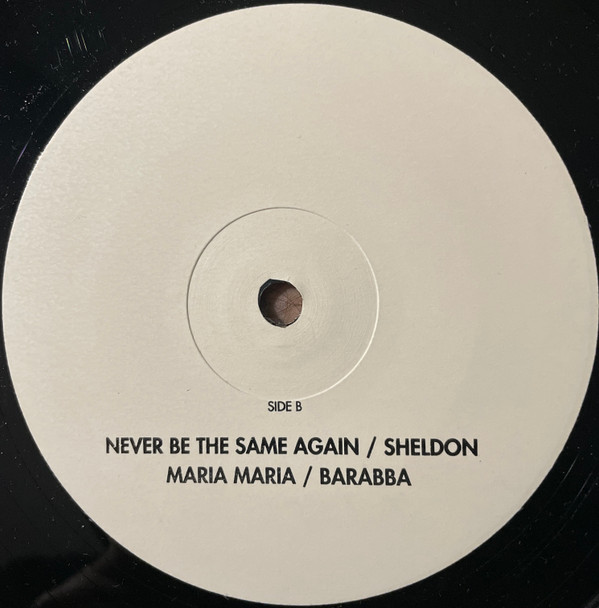 SIDE B
NEVER BE THE SAME AGAIN / SHELDON
MARIA MARIA / BARABBA